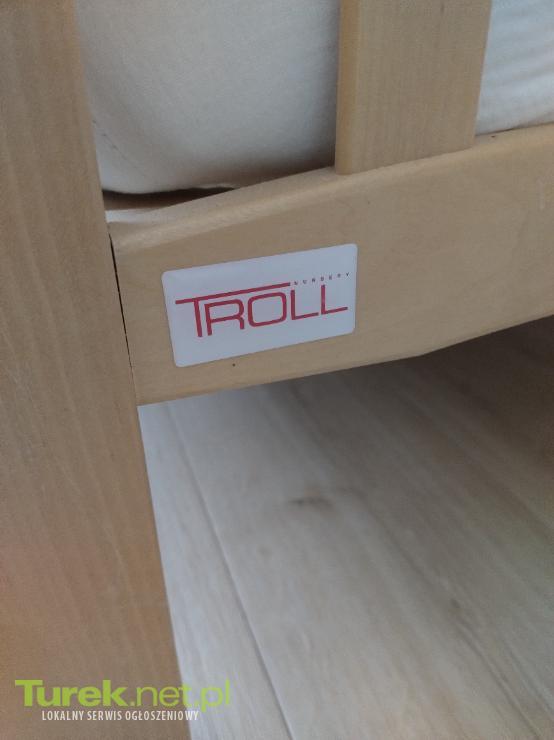 NURSERY
TROLL
Turek.net.pl
LOKALNY SERWIS OGŁOSZENIOWY